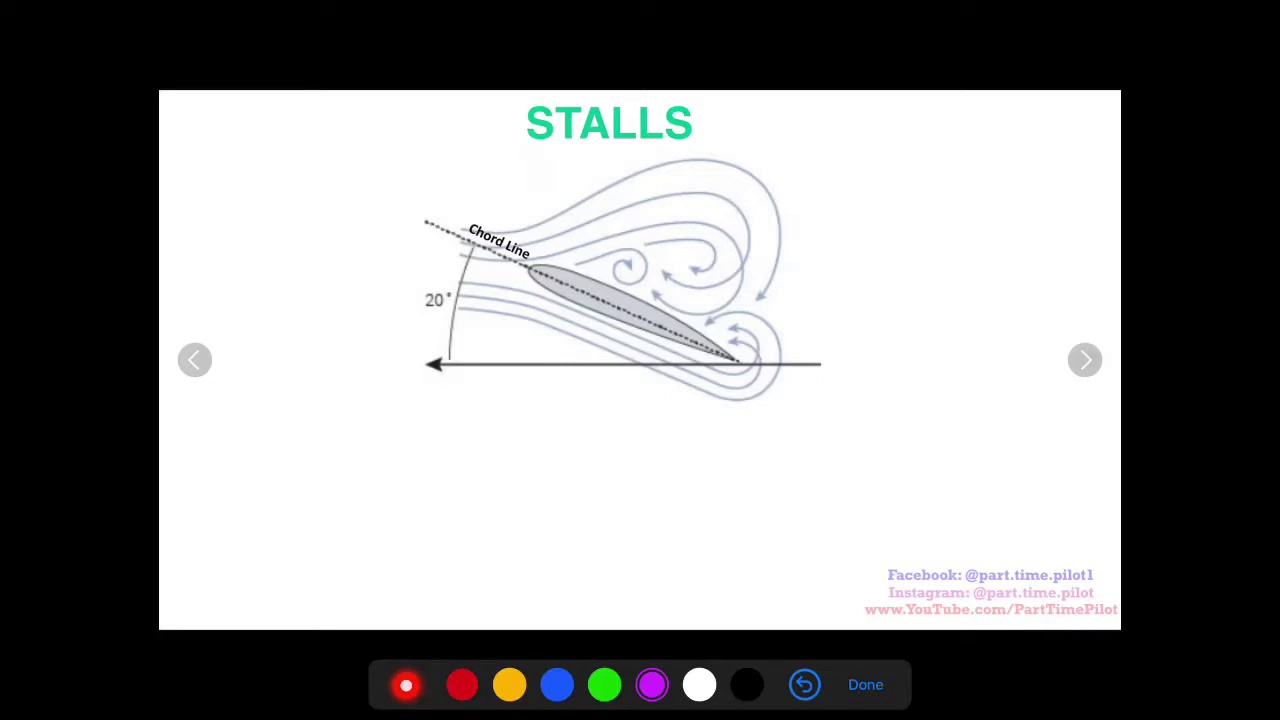 STALLS
Chord Line
20°
Facebook: @part.time.pilot1
Instagram: @part.time.pilot
www.YouTube.com/PartTimePilot
Done